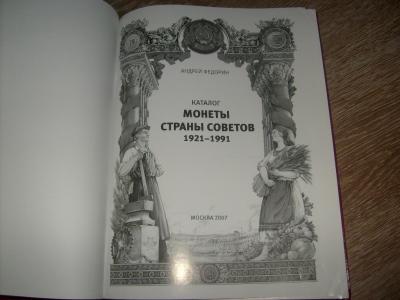 АНДРЕЙ ФЕДОРИН
КАТАЛОГ
МОНЕТЫ
СТРАНЫ СОВЕТОВ
1921–1991
МОСКВА 2007